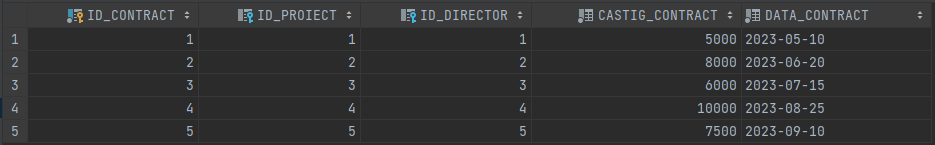 ID_CONTRACT ID_PROIECT ID_DIRECTOR CASTIG_CONTRACT DATA_CONTRACT
1 1 1 1 5000 2023-05-10
2 2 2 2 8000 2023-06-20
3 3 3 3 6000 2023-07-15
4 4 4 4 10000 2023-08-25
5 5 5 5 7500 2023-09-10